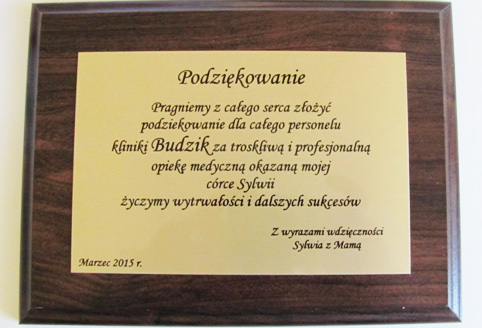 Podziękowanie
Pragniemy z całego serca złożyć
podziekowanie dla całego personelu
kliniki Budzik za troskliwą i profesjonalną
opiekę medyczną okazaną mojej
córce Sylwii
życzymy wytrwałości i dalszych sukcesów
Z wyrazami wdzięczności
Sylwia z Mamą
Marzec 2015 r.